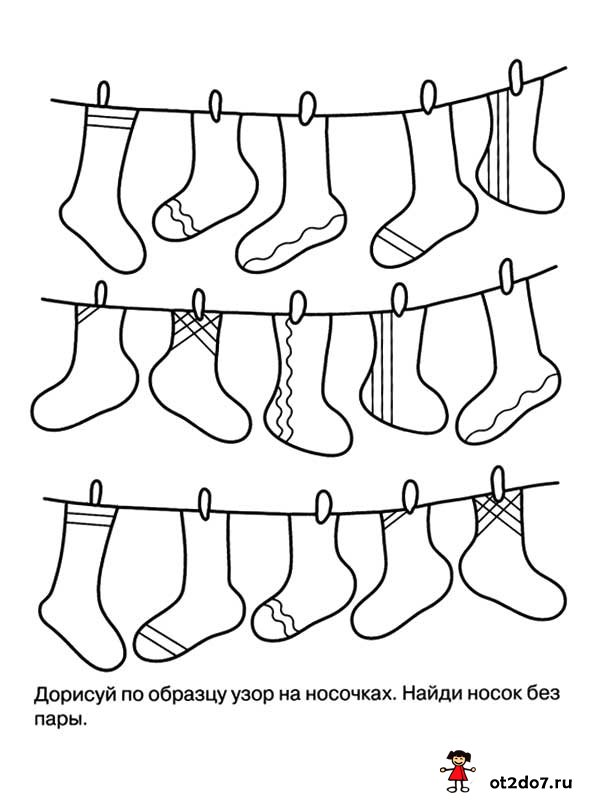 Дорисуй по образцу узор на носочках. Найди носок без
пары.
ot2do7.ru